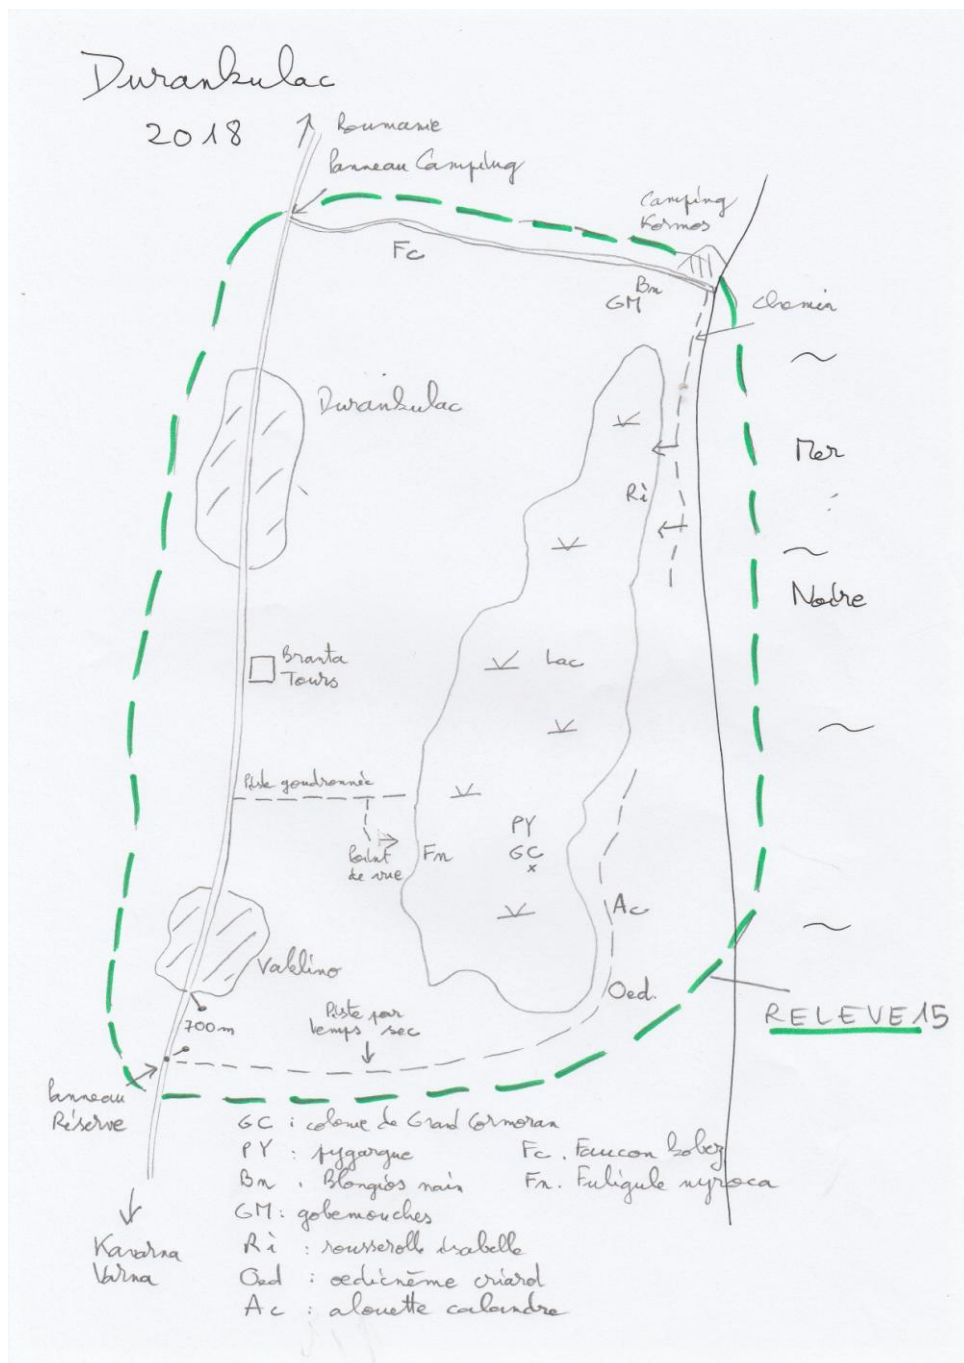 Durankulac
2018
Roumanie
Panneau Camping
Camping
Kormos
Fc
Bn
GM
Chemin
Durankulac
Mer
Ri
Noire
Branta
Tours
Lac
Piste goudronnée
PY
GC
x
Point
de vue
Fn
Ac
Vaklino
Oed.
700m
Piste par
temps sec
RELEVE 15
Panneau
Réserve
GC : colonie de Grand Cormoran
PY : pygargue
Fc . Faucon kobez
Bn . Blongios nain
Fn . Fuligule nyroca
GM : gobemouches
Kavarna
Varna
Ri : rousserolle isabelle
Oed : oedicnème criard
Ac : alouette calandre